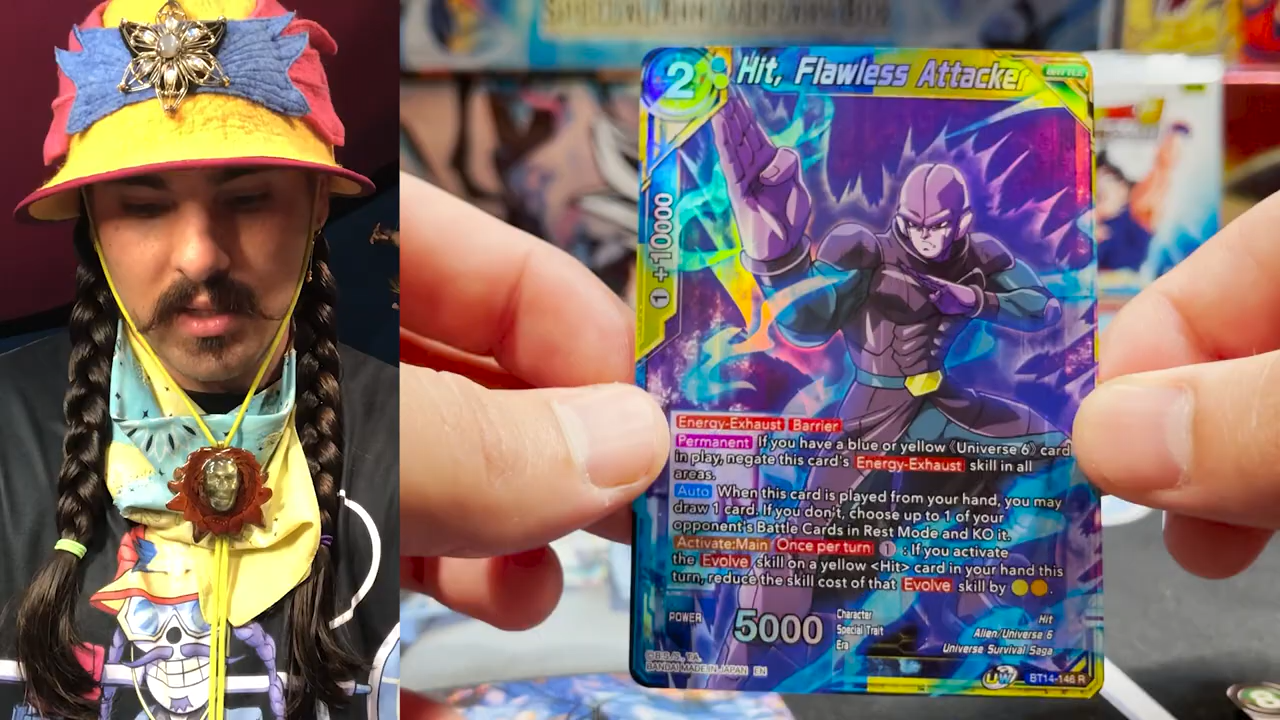 2 Hit, Flawless Attacker BATTLE
1 +10000
Energy-Exhaust Barrier
Permanent If you have a blue or yellow 《Universe 6》 card
in play, negate this card's Energy-Exhaust skill in all
areas.
Auto When this card is played from your hand, you may
draw 1 card. If you don't, choose up to 1 of your
opponent's Battle Cards in Rest Mode and KO it.
Activate:Main Once per turn 1 : If you activate
the Evolve skill on a yellow <Hit> card in your hand this
turn, reduce the skill cost of that Evolve skill by .
POWER 5000
Character Hit
Special Trait Alien/Universe 6
Era Universe Survival Saga
BANDAI MADE IN JAPAN EN
UW BT14-146 R